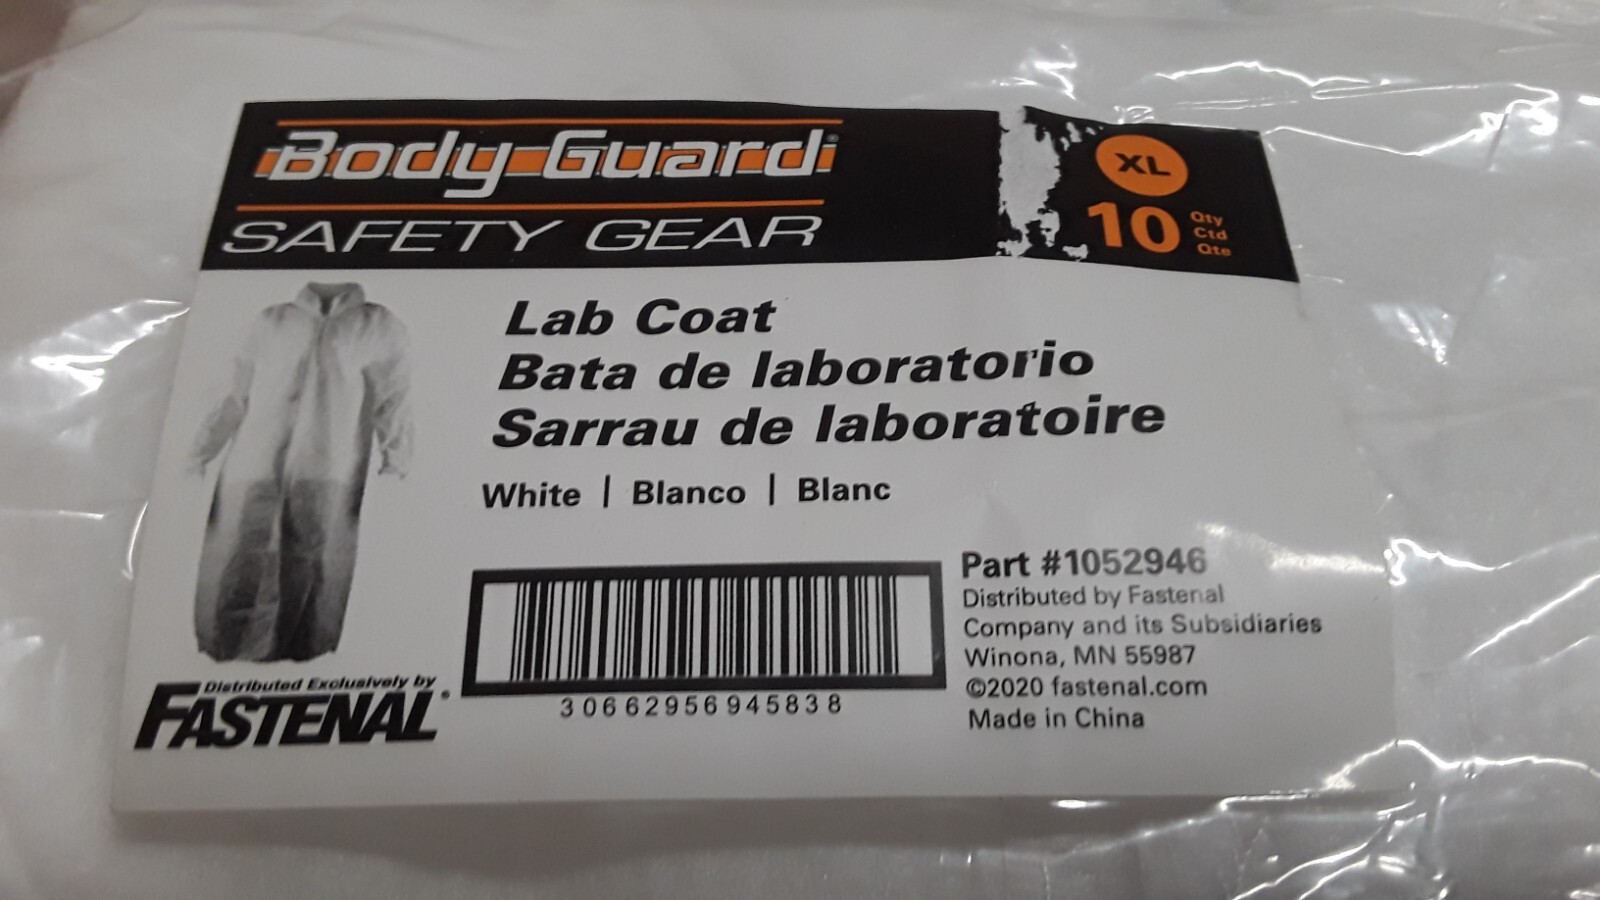 Body Guard®
SAFETY GEAR
XL
10 Qty
Ctd
Qte
Lab Coat
Bata de laboratorio
Sarrau de laboratoire
White | Blanco | Blanc
Part #1052946
Distributed by Fastenal
Company and its Subsidiaries
Winona, MN 55987
©2020 fastenal.com
Made in China
30662956945838
Distributed Exclusively by
FASTENAL®